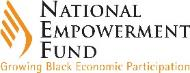 NATIONAL
EMPOWERMENT
FUND
Growing Black Economic Participation